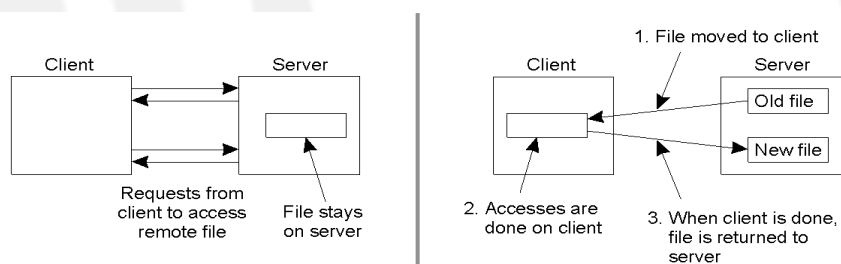 Client
Server
Requests from
client to access
remote file
File stays
on server
1. File moved to client
Client
Server
Old file
New file
2. Accesses are
done on client
3. When client is done,
file is returned to
server